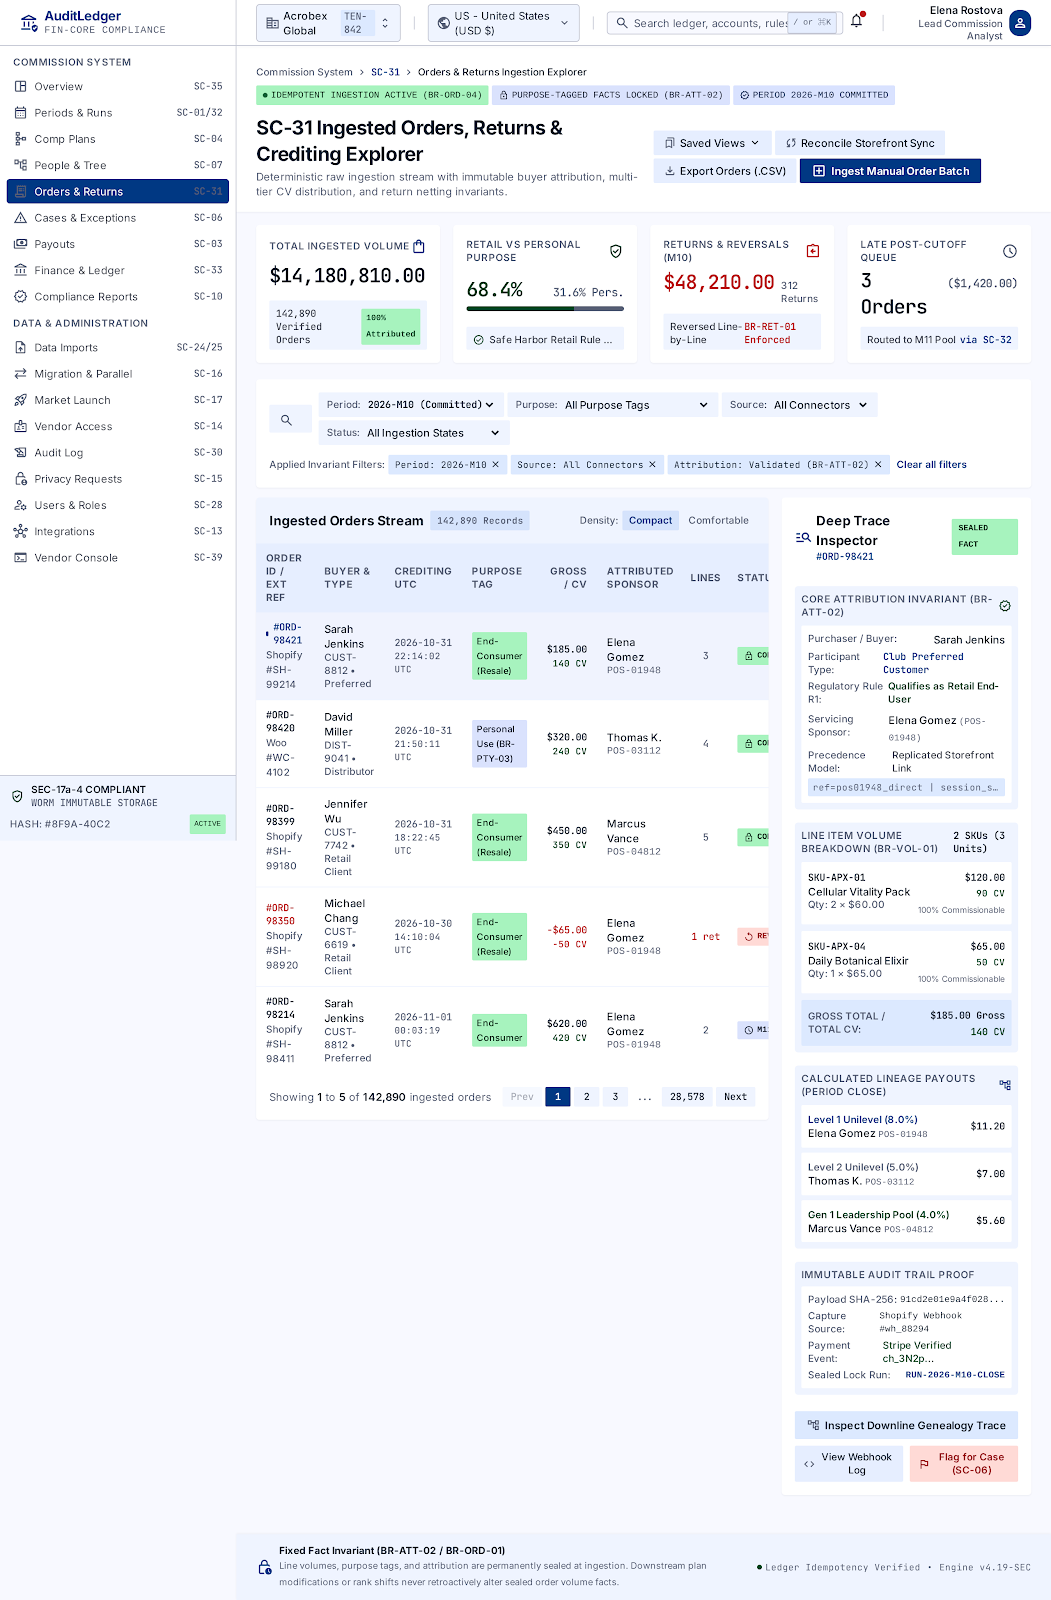 AuditLedger
FIN-CORE COMPLIANCE
Acrobex Global
TEN-842
US - United States (USD $)
Search ledger, accounts, rules
/ or ⌘K
Elena Rostova
Lead Commission Analyst
COMMISSION SYSTEM
Overview SC-35
Periods & Runs SC-01/32
Comp Plans SC-04
People & Tree SC-07
Orders & Returns SC-31
Cases & Exceptions SC-06
Payouts SC-03
Finance & Ledger SC-33
Compliance Reports SC-10
DATA & ADMINISTRATION
Data Imports SC-24/25
Migration & Parallel SC-16
Market Launch SC-17
Vendor Access SC-14
Audit Log SC-30
Privacy Requests SC-15
Users & Roles SC-28
Integrations SC-13
Vendor Console SC-39
SEC-17a-4 COMPLIANT
WORM IMMUTABLE STORAGE
HASH: #8F9A-40C2 ACTIVE
Commission System > SC-31 > Orders & Returns Ingestion Explorer
IDEMPOTENT INGESTION ACTIVE (BR-ORD-04)
PURPOSE-TAGGED FACTS LOCKED (BR-ATT-02)
PERIOD 2026-M10 COMMITTED
SC-31 Ingested Orders, Returns &
Crediting Explorer
Deterministic raw ingestion stream with immutable buyer attribution, multi-
tier CV distribution, and return netting invariants.
Saved Views
Reconcile Storefront Sync
Export Orders (.CSV)
Ingest Manual Order Batch
TOTAL INGESTED VOLUME
$14,180,810.00
142,890 Verified Orders
100% Attributed
RETAIL VS PERSONAL PURPOSE
68.4% 31.6% Pers.
Safe Harbor Retail Rule ...
RETURNS & REVERSALS (M10)
$48,210.00 312 Returns
Reversed Line-by-Line
BR-RET-01 Enforced
LATE POST-CUTOFF QUEUE
3 Orders ($1,420.00)
Routed to M11 Pool via SC-32
Period: 2026-M10 (Committed)
Purpose: All Purpose Tags
Source: All Connectors
Status: All Ingestion States
Applied Invariant Filters:
Period: 2026-M10 ✕
Source: All Connectors ✕
Attribution: Validated (BR-ATT-02) ✕
Clear all filters
Ingested Orders Stream
142,890 Records
Density: Compact Comfortable
ORDER ID / EXT REF
BUYER & TYPE
CREDITING UTC
PURPOSE TAG
GROSS / CV
ATTRIBUTED SPONSOR
LINES
STATU
#ORD-98421
Shopify #SH-99214
Sarah Jenkins
CUST-8812 • Preferred
2026-10-31 22:14:02 UTC
End-Consumer (Resale)
$185.00
140 CV
Elena Gomez
POS-01948
3
#ORD-98420
Woo #WC-4102
David Miller
DIST-9041 • Distributor
2026-10-31 21:50:11 UTC
Personal Use (BR-PTY-03)
$320.00
240 CV
Thomas K.
POS-03112
4
#ORD-98399
Shopify #SH-99180
Jennifer Wu
CUST-7742 • Retail Client
2026-10-31 18:22:45 UTC
End-Consumer (Resale)
$450.00
350 CV
Marcus Vance
POS-04812
5
#ORD-98350
Shopify #SH-98920
Michael Chang
CUST-6619 • Retail Client
2026-10-30 14:10:04 UTC
End-Consumer (Resale)
-$65.00
-50 CV
Elena Gomez
POS-01948
1 ret
#ORD-98214
Shopify #SH-98411
Sarah Jenkins
CUST-8812 • Preferred
2026-11-01 00:03:19 UTC
End-Consumer
$620.00
420 CV
Elena Gomez
POS-01948
2
Showing 1 to 5 of 142,890 ingested orders
Prev 1 2 3 ... 28,578 Next
Deep Trace Inspector
#ORD-98421
SEALED FACT
CORE ATTRIBUTION INVARIANT (BR-ATT-02)
Purchaser / Buyer: Sarah Jenkins
Participant Type: Club Preferred Customer
Regulatory Rule R1: Qualifies as Retail End-User
Servicing Sponsor: Elena Gomez (POS-01948)
Precedence Model: Replicated Storefront Link
ref=pos01948_direct | session_s…
LINE ITEM VOLUME BREAKDOWN (BR-VOL-01)
2 SKUs (3 Units)
SKU-APX-01 $120.00
Cellular Vitality Pack 90 CV
Qty: 2 × $60.00 100% Commissionable
SKU-APX-04 $65.00
Daily Botanical Elixir 50 CV
Qty: 1 × $65.00 100% Commissionable
GROSS TOTAL / TOTAL CV:
$185.00 Gross
140 CV
CALCULATED LINEAGE PAYOUTS (PERIOD CLOSE)
Level 1 Unilevel (8.0%)
Elena Gomez POS-01948 $11.20
Level 2 Unilevel (5.0%)
Thomas K. POS-03112 $7.00
Gen 1 Leadership Pool (4.0%)
Marcus Vance POS-04812 $5.60
IMMUTABLE AUDIT TRAIL PROOF
Payload SHA-256: 91cd2e01e9a4f028...
Capture Source: Shopify Webhook #wh_88294
Payment Event: Stripe Verified ch_3N2p...
Sealed Lock Run: RUN-2026-M10-CLOSE
Inspect Downline Genealogy Trace
View Webhook Log
Flag for Case (SC-06)
Fixed Fact Invariant (BR-ATT-02 / BR-ORD-01)
Line volumes, purpose tags, and attribution are permanently sealed at ingestion. Downstream plan
modifications or rank shifts never retroactively alter sealed order volume facts.
Ledger Idempotency Verified • Engine v4.19-SEC